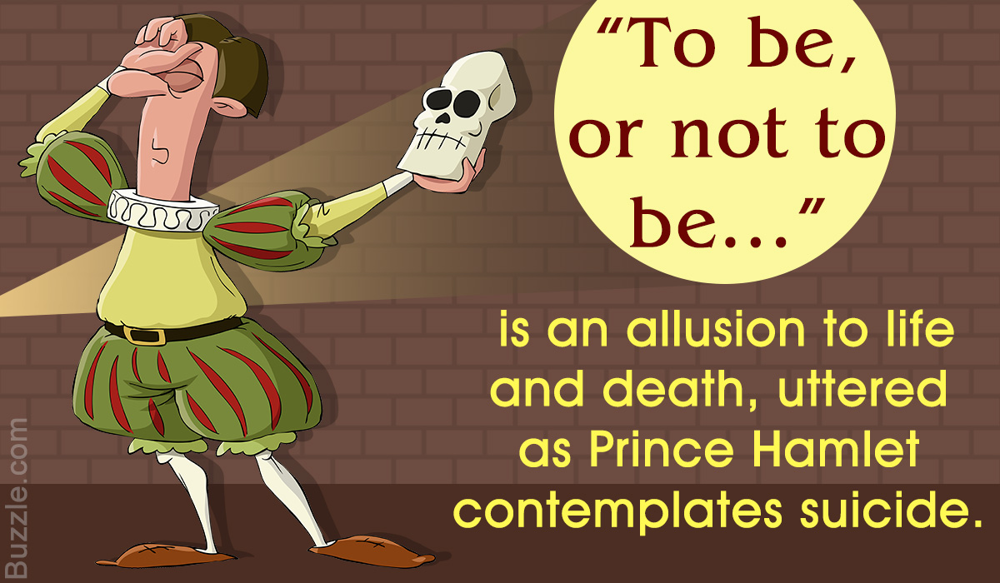 “To be,
or not to
be...”
is an allusion to life
and death, uttered
as Prince Hamlet
contemplates suicide.
Buzzle.com